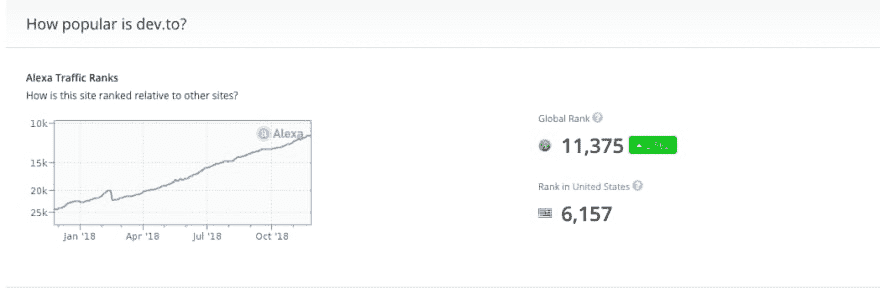 How popular is dev.to?
Alexa Traffic Ranks
How is this site ranked relative to other sites?
10k
15k
20k
25k
Alexa
Jan '18 Apr '18 Jul '18 Oct '18
Global Rank ?
11,375
Rank in United States ?
6,157